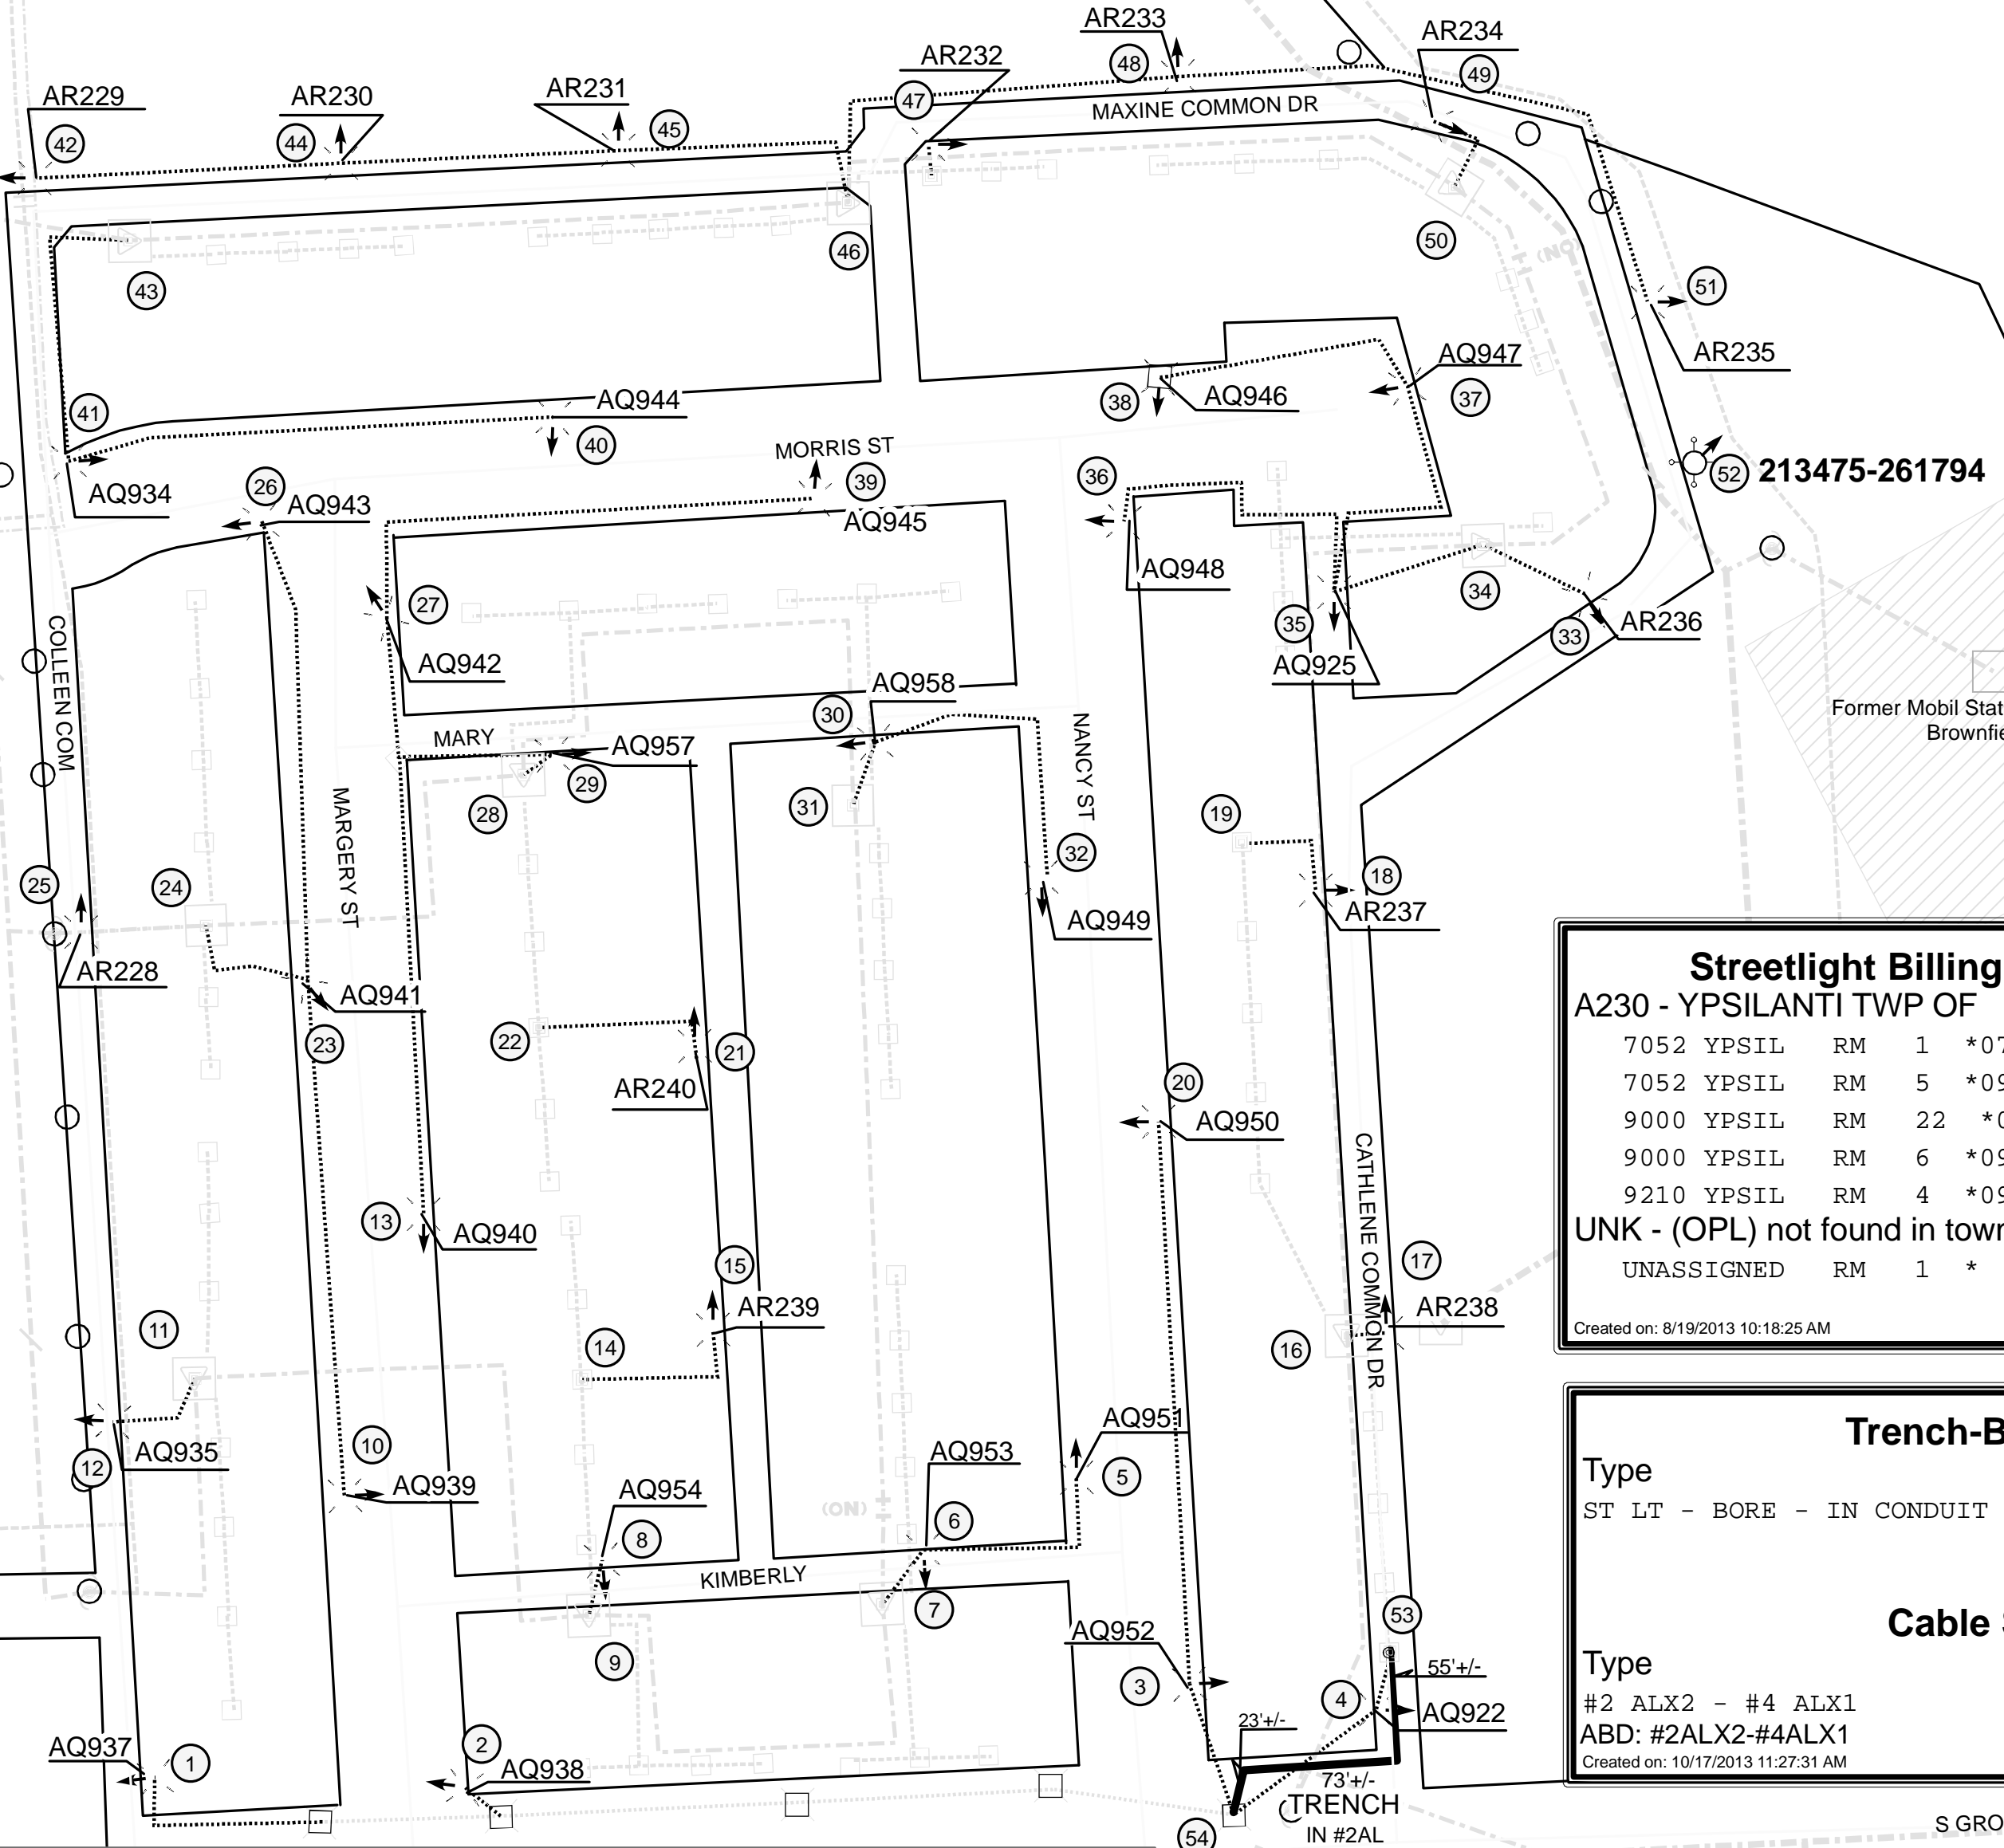 AR233
AR234
48
49
AR232
AR229
AR230
AR231
47
MAXINE COMMON DR
42
44
45
43
46
50
(NO)
51
AR235
AQ947
37
AQ944
38
AQ946
41
40
MORRIS ST
AQ934
26
AQ943
39
AQ945
36
52
213475-261794
AQ948
27
AQ942
35
34
33
AR236
AQ925
COLLEEN COM
AQ958
30
MARY
AQ957
29
28
31
NANCY ST
Former Mobil Stat
Brownfie
MARGERY ST
19
32
25
24
18
AR237
AQ949
AR228
AQ941
23
22
21
AR240
20
AQ950
Streetlight Billing
A230 - YPSILANTI TWP OF
7052 YPSIL RM 1 *07
7052 YPSIL RM 5 *09
9000 YPSIL RM 22 *0
9000 YPSIL RM 6 *09
9210 YPSIL RM 4 *09
UNK - (OPL) not found in town
UNASSIGNED RM 1 *
Created on: 8/19/2013 10:18:25 AM
13
AQ940
15
CATHLENE COMMON DR
17
AR239
AR238
11
14
16
AQ935
12
10
AQ939
AQ951
5
AQ953
AQ954
(ON)
6
8
KIMBERLY
7
9
Trench-B
Type
ST LT - BORE - IN CONDUIT
Cable S
Type
#2 ALX2 - #4 ALX1
ABD: #2ALX2-#4ALX1
Created on: 10/17/2013 11:27:31 AM
53
AQ952
3
55'+/-
4
AQ922
23'+/-
AQ937
1
2
AQ938
73'+/-
TRENCH
IN #2AL
54
S GRO